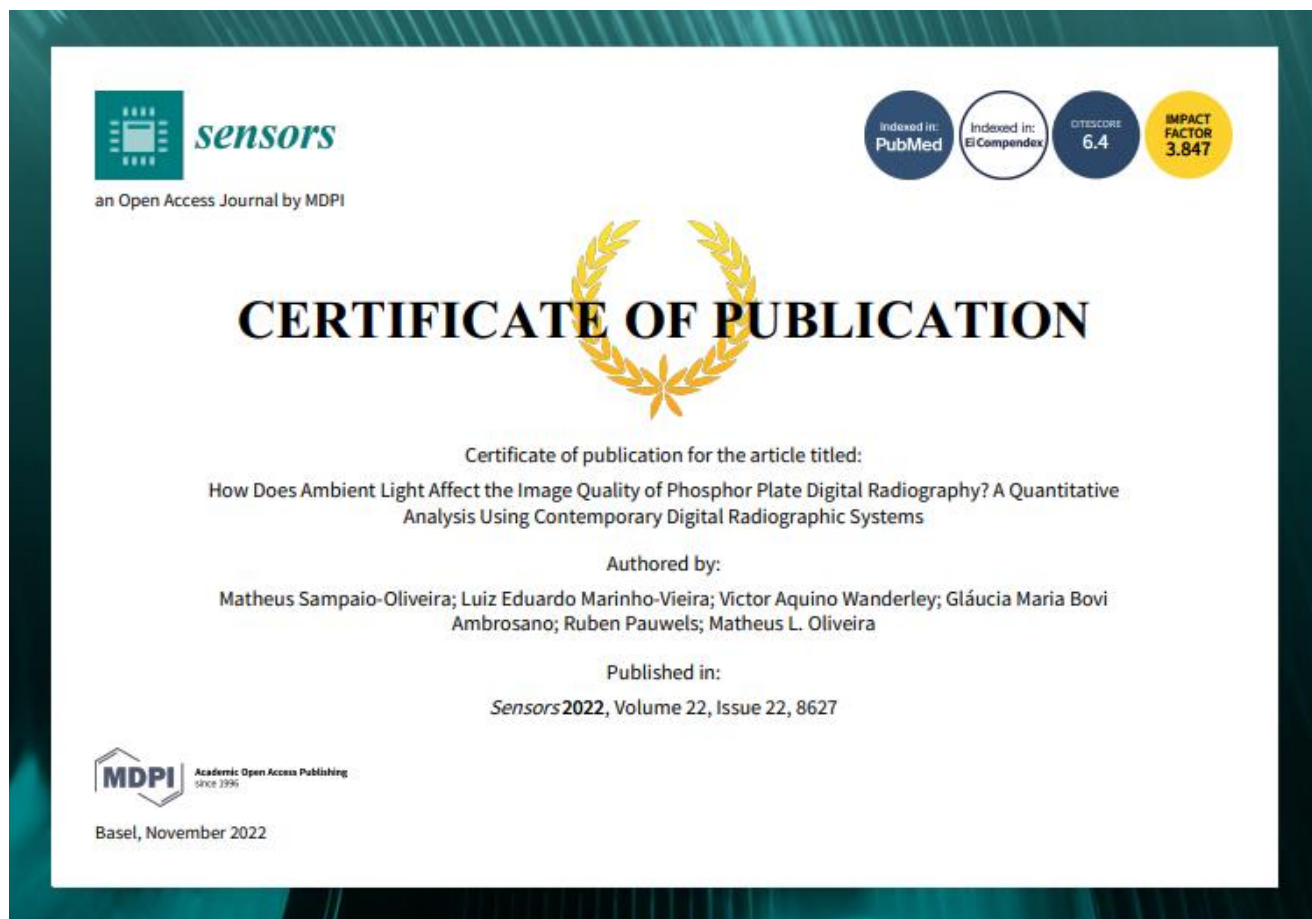 sensors
an Open Access Journal by MDPI
Indexed in:
PubMed
Indexed in:
Ei Compendex
CITESCORE
6.4
IMPACT
FACTOR
3.847
CERTIFICATE OF PUBLICATION
Certificate of publication for the article titled:
How Does Ambient Light Affect the Image Quality of Phosphor Plate Digital Radiography? A Quantitative
Analysis Using Contemporary Digital Radiographic Systems
Authored by:
Matheus Sampaio-Oliveira; Luiz Eduardo Marinho-Vieira; Victor Aquino Wanderley; Gláucia Maria Bovi
Ambrosano; Ruben Pauwels; Matheus L. Oliveira
Published in:
Sensors 2022, Volume 22, Issue 22, 8627
MDPI
Academic Open Access Publishing
since 1996
Basel, November 2022